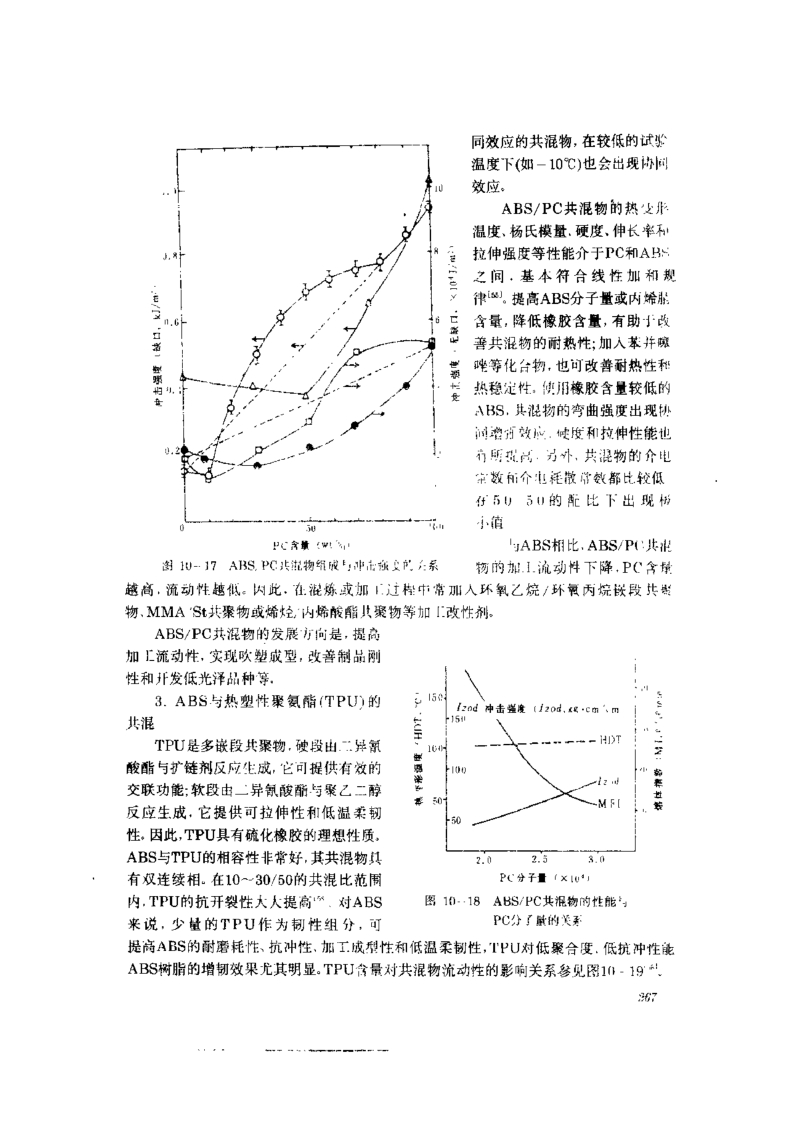 同效应的共混物,在较低的试验
温度下(如-10℃)也会出现协同
效应。
ABS/PC共混物的热变形
温度、杨氏模量、硬度、伸长率和
拉伸强度等性能介于PC和ABS
之间,基本符合线性加和规
律。提高ABS分子量或丙烯腈
含量,降低橡胶含量,有助于改
善共混物的耐热性;加入苯并噻
唑等化合物,也可改善耐热性和
热稳定性。使用橡胶含量较低的
ABS,共混物的弯曲强度出现协
同增强效应,硬度和拉伸性能也
有所提高。另外,共混物的介电
常数和介电耗散常数都比较低
在50 50的配比下出现极
小值
与ABS相比,ABS/PC共混
物的加工流动性下降,PC含量
10
0.8
8
0.6
6
0.2
冲击强度(缺口,kJ/m
冲击强度,无缺口,×10
0
50
PC含量(wt%)
图 10-17 ABS PC共混物组成与冲击强度的关系
越高,流动性越低。因此,在混炼或加工过程中常加入环氧乙烷/环氧丙烷嵌段共聚
物、MMA/St共聚物或烯烃/丙烯酸酯共聚物等加工改性剂。
ABS/PC共混物的发展方向是,提高
加工流动性,实现吹塑成型,改善制品刚
性和开发低光泽品种等。
3. ABS与热塑性聚氨酯(TPU)的
共混
TPU是多嵌段共聚物,硬段由二异氰
酸酯与扩链剂反应生成,它可提供有效的
交联功能;软段由二异氰酸酯与聚乙二醇
反应生成,它提供可拉伸性和低温柔韧
性。因此,TPU具有硫化橡胶的理想性质。
ABS与TPU的相容性非常好,其共混物具
有双连续相。在10~30/50的共混比范围
内,TPU的抗开裂性大大提高。对ABS
来说,少量的TPU作为韧性组分,可
150
Izod 冲击强度 (Izod,kg·cm/cm
150
HDT
100
100
Izod
MFI
50
50
2.0 2.5 3.0
PC分子量(×10⁴)
图 10-18 ABS/PC共混物的性能与
PC分子量的关系
提高ABS的耐磨耗性、抗冲性、加工成型性和低温柔韧性,TPU对低聚合度、低抗冲性能
ABS树脂的增韧效果尤其明显。TPU含量对共混物流动性的影响关系参见图10-19
367